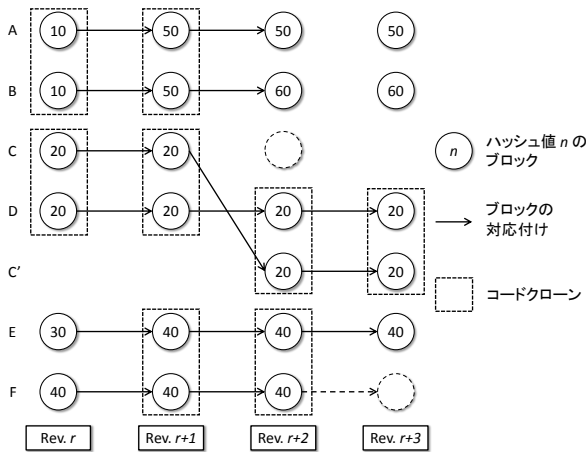 A 10 50 50 50
B 10 50 60 60
C 20 20
D 20 20 20 20
C' 20 20
E 30 40 40 40
F 40 40 40
Rev. r Rev. r+1 Rev. r+2 Rev. r+3
n ハッシュ値 n の
ブロック
ブロックの
対応付け
コードクローン